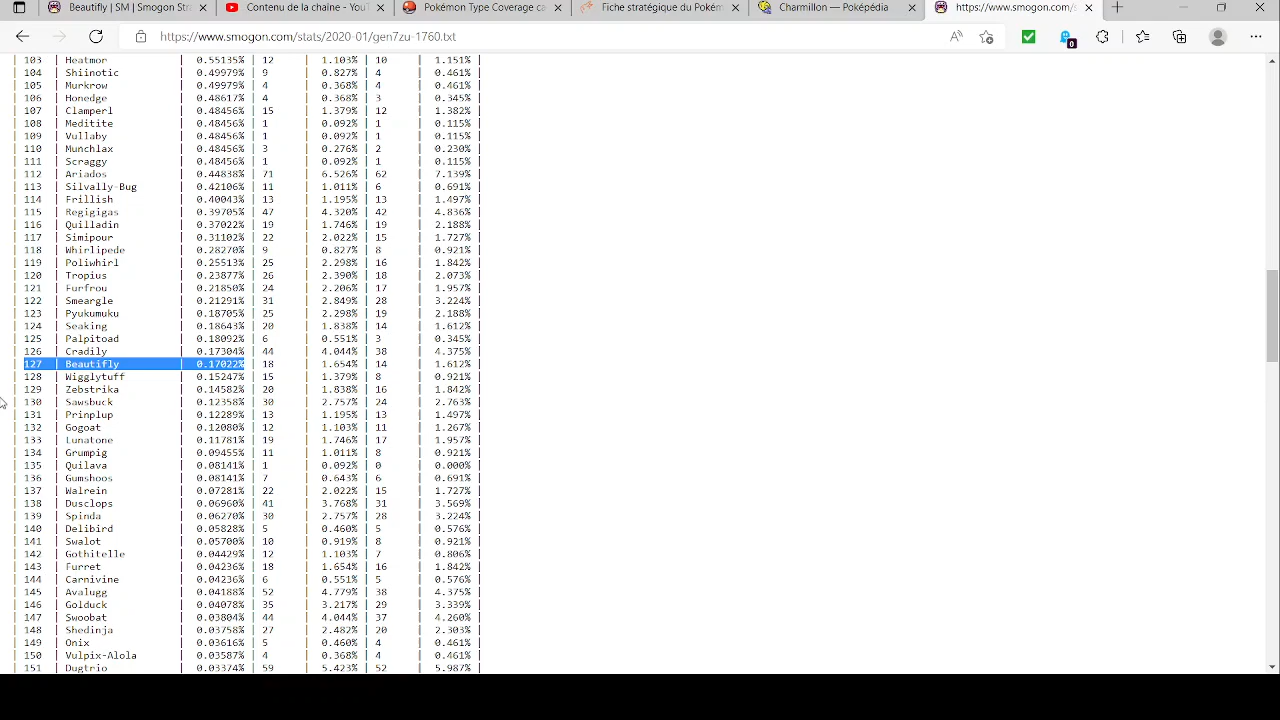 Beautifly | SM | Smogon Stra
Contenu de la chaîne - YouT
Pokémon Type Coverage ca
Fiche stratégique du Pokém
Charmillon — Poképédia
https://www.smogon.com/s
https://www.smogon.com/stats/2020-01/gen7zu-1760.txt
0
| 103 | Heatmor | 0.55135% | 12 | 1.103% | 10 | 1.151% |
| 104 | Shiinotic | 0.49979% | 9 | 0.827% | 4 | 0.461% |
| 105 | Murkrow | 0.49979% | 4 | 0.368% | 4 | 0.461% |
| 106 | Honedge | 0.48617% | 4 | 0.368% | 3 | 0.345% |
| 107 | Clamperl | 0.48456% | 15 | 1.379% | 12 | 1.382% |
| 108 | Meditite | 0.48456% | 1 | 0.092% | 1 | 0.115% |
| 109 | Vullaby | 0.48456% | 1 | 0.092% | 1 | 0.115% |
| 110 | Munchlax | 0.48456% | 3 | 0.276% | 2 | 0.230% |
| 111 | Scraggy | 0.48456% | 1 | 0.092% | 1 | 0.115% |
| 112 | Ariados | 0.44838% | 71 | 6.526% | 62 | 7.139% |
| 113 | Silvally-Bug | 0.42106% | 11 | 1.011% | 6 | 0.691% |
| 114 | Frillish | 0.40043% | 13 | 1.195% | 13 | 1.497% |
| 115 | Regigigas | 0.39705% | 47 | 4.320% | 42 | 4.836% |
| 116 | Quilladin | 0.37022% | 19 | 1.746% | 19 | 2.188% |
| 117 | Simipour | 0.31102% | 22 | 2.022% | 15 | 1.727% |
| 118 | Whirlipede | 0.28270% | 9 | 0.827% | 8 | 0.921% |
| 119 | Poliwhirl | 0.25513% | 25 | 2.298% | 16 | 1.842% |
| 120 | Tropius | 0.23877% | 26 | 2.390% | 18 | 2.073% |
| 121 | Furfrou | 0.21850% | 24 | 2.206% | 17 | 1.957% |
| 122 | Smeargle | 0.21291% | 31 | 2.849% | 28 | 3.224% |
| 123 | Pyukumuku | 0.18705% | 25 | 2.298% | 19 | 2.188% |
| 124 | Seaking | 0.18643% | 20 | 1.838% | 14 | 1.612% |
| 125 | Palpitoad | 0.18092% | 6 | 0.551% | 3 | 0.345% |
| 126 | Cradily | 0.17304% | 44 | 4.044% | 38 | 4.375% |
| 127 | Beautifly | 0.17022% | 18 | 1.654% | 14 | 1.612% |
| 128 | Wigglytuff | 0.15247% | 15 | 1.379% | 8 | 0.921% |
| 129 | Zebstrika | 0.14582% | 20 | 1.838% | 16 | 1.842% |
| 130 | Sawsbuck | 0.12358% | 30 | 2.757% | 24 | 2.763% |
| 131 | Prinplup | 0.12289% | 13 | 1.195% | 13 | 1.497% |
| 132 | Gogoat | 0.12080% | 12 | 1.103% | 11 | 1.267% |
| 133 | Lunatone | 0.11781% | 19 | 1.746% | 17 | 1.957% |
| 134 | Grumpig | 0.09455% | 11 | 1.011% | 8 | 0.921% |
| 135 | Quilava | 0.08141% | 1 | 0.092% | 0 | 0.000% |
| 136 | Gumshoos | 0.08141% | 7 | 0.643% | 6 | 0.691% |
| 137 | Walrein | 0.07281% | 22 | 2.022% | 15 | 1.727% |
| 138 | Dusclops | 0.06960% | 41 | 3.768% | 31 | 3.569% |
| 139 | Spinda | 0.06270% | 30 | 2.757% | 28 | 3.224% |
| 140 | Delibird | 0.05828% | 5 | 0.460% | 5 | 0.576% |
| 141 | Swalot | 0.05700% | 10 | 0.919% | 8 | 0.921% |
| 142 | Gothitelle | 0.04429% | 12 | 1.103% | 7 | 0.806% |
| 143 | Furret | 0.04236% | 18 | 1.654% | 16 | 1.842% |
| 144 | Carnivine | 0.04236% | 6 | 0.551% | 5 | 0.576% |
| 145 | Avalugg | 0.04188% | 52 | 4.779% | 38 | 4.375% |
| 146 | Golduck | 0.04078% | 35 | 3.217% | 29 | 3.339% |
| 147 | Swoobat | 0.03804% | 44 | 4.044% | 37 | 4.260% |
| 148 | Shedinja | 0.03758% | 27 | 2.482% | 20 | 2.303% |
| 149 | Onix | 0.03616% | 5 | 0.460% | 4 | 0.461% |
| 150 | Vulpix-Alola | 0.03587% | 4 | 0.368% | 4 | 0.461% |
| 151 | Dugtrio | 0.03374% | 59 | 5.423% | 52 | 5.987% |